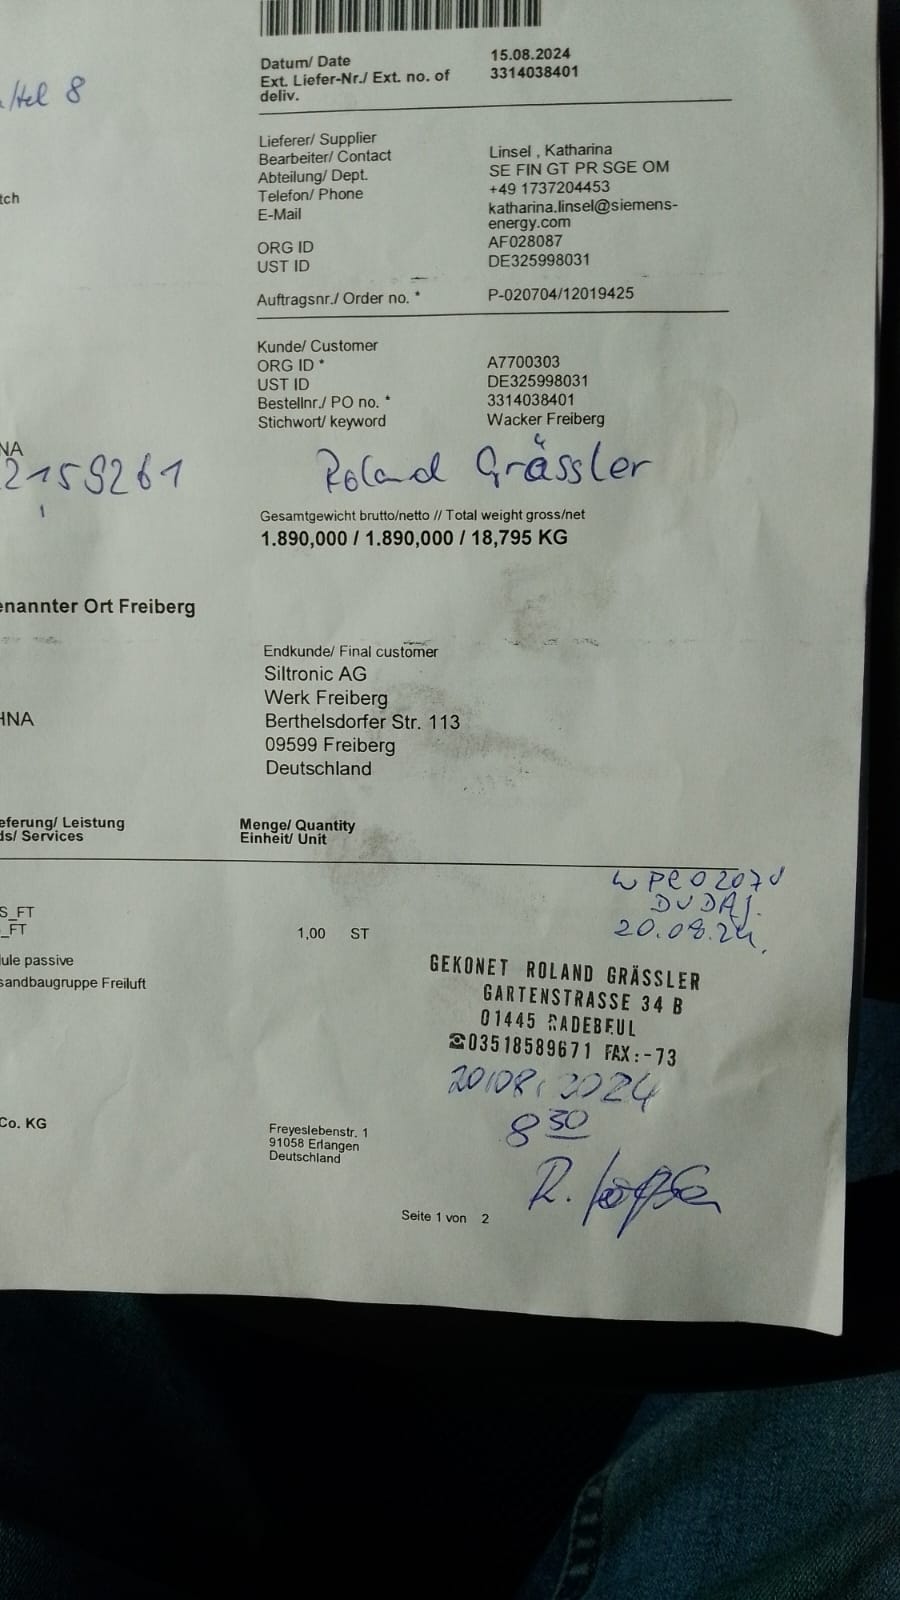 Datum/ Date 15.08.2024
Ext. Liefer-Nr./ Ext. no. of 3314038401
deliv.
8
Lieferer/ Supplier
Bearbeiter/ Contact Linsel , Katharina
Abteilung/ Dept. SE FIN GT PR SGE OM
Telefon/ Phone +49 1737204453
tch
E-Mail katharina.linsel@siemens-
energy.com
ORG ID AF028087
UST ID DE325998031
Auftragsnr./ Order no. * P-020704/12019425
Kunde/ Customer
ORG ID * A7700303
UST ID DE325998031
Bestellnr./ PO no. * 3314038401
Stichwort/ keyword Wacker Freiberg
NA
2159261 Roland Grässler
Gesamtgewicht brutto/netto // Total weight gross/net
1.890,000 / 1.890,000 / 18,795 KG
enannter Ort Freiberg
Endkunde/ Final customer
Siltronic AG
Werk Freiberg
HNA Berthelsdorfer Str. 113
09599 Freiberg
Deutschland
eferung/ Leistung Menge/ Quantity
ds/ Services Einheit/ Unit
S_FT
_FT 1,00 ST
20.08.24.
ule passive
sandbaugruppe Freiluft
GEKONET ROLAND GRÄSSLER
GARTENSTRASSE 34 B
01445 RADEBEUL
☎03518589671 FAX:-73
20.08.2024
8 30
Co. KG Freyeslebenstr. 1
91058 Erlangen
Deutschland
Seite 1 von 2